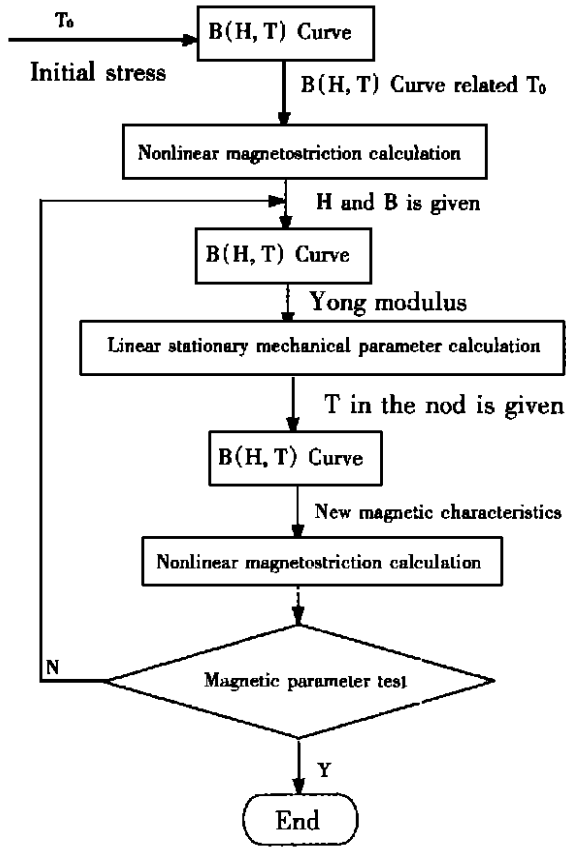 T₀
B(H, T) Curve
Initial stress
B(H, T) Curve related T₀
Nonlinear magnetostriction calculation
H and B is given
B(H, T) Curve
Yong modulus
Linear stationary mechanical parameter calculation
T in the nod is given
B(H, T) Curve
New magnetic characteristics
Nonlinear magnetostriction calculation
N
Magnetic parameter test
Y
End